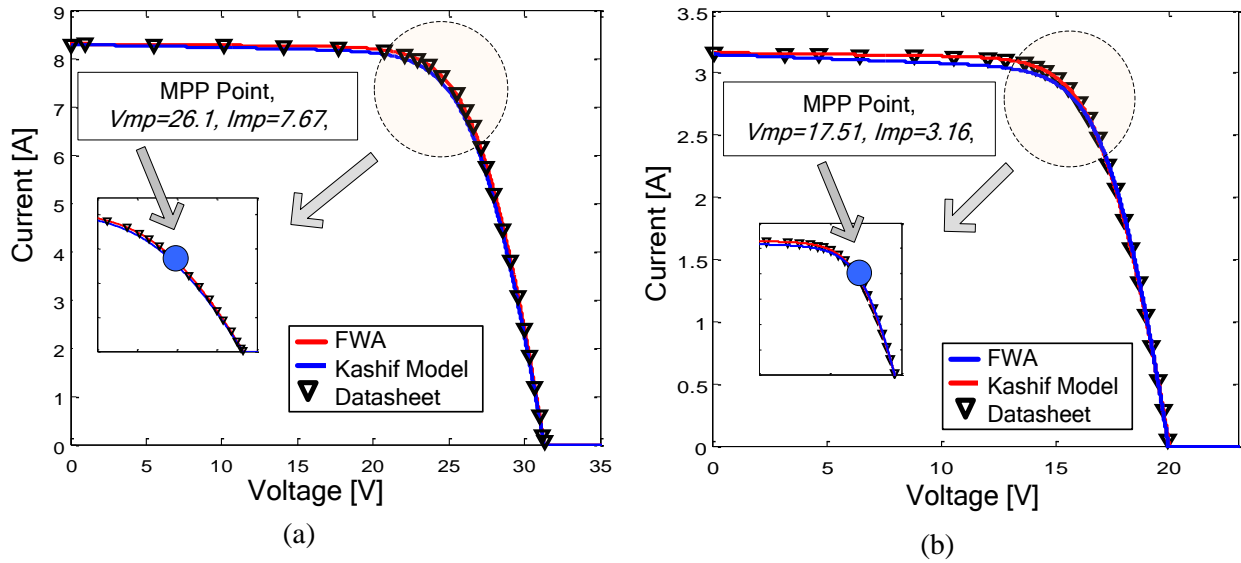 9
8
7
6
5
4
3
2
1
0
Current [A]
0
5
10
15
20
25
30
35
Voltage [V]
MPP Point,
Vmp=26.1, Imp=7.67,
FWA
Kashif Model
Datasheet
(a)
3.5
3
2.5
2
1.5
1
0.5
0
Current [A]
0
5
10
15
20
Voltage [V]
MPP Point,
Vmp=17.51, Imp=3.16,
FWA
Kashif Model
Datasheet
(b)